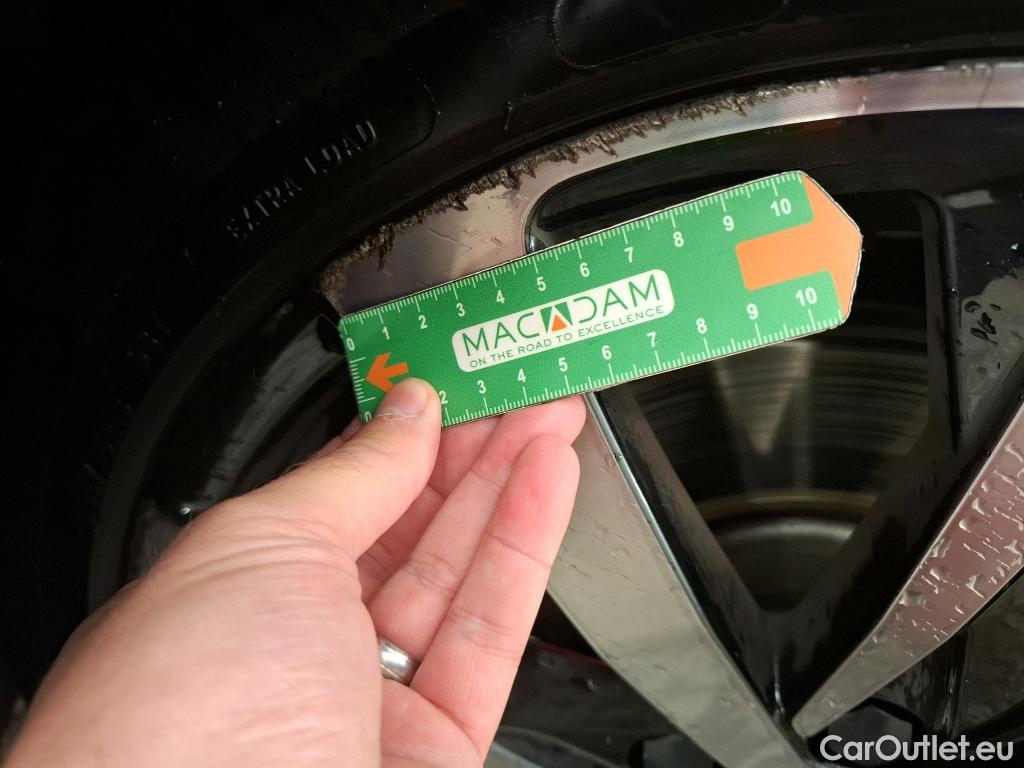 EXTRA LOAD
0 1 2 3 4 5 6 7 8 9 10
MACADAM
ON THE ROAD TO EXCELLENCE
0 2 3 4 5 6 7 8 9 10
CarOutlet.eu